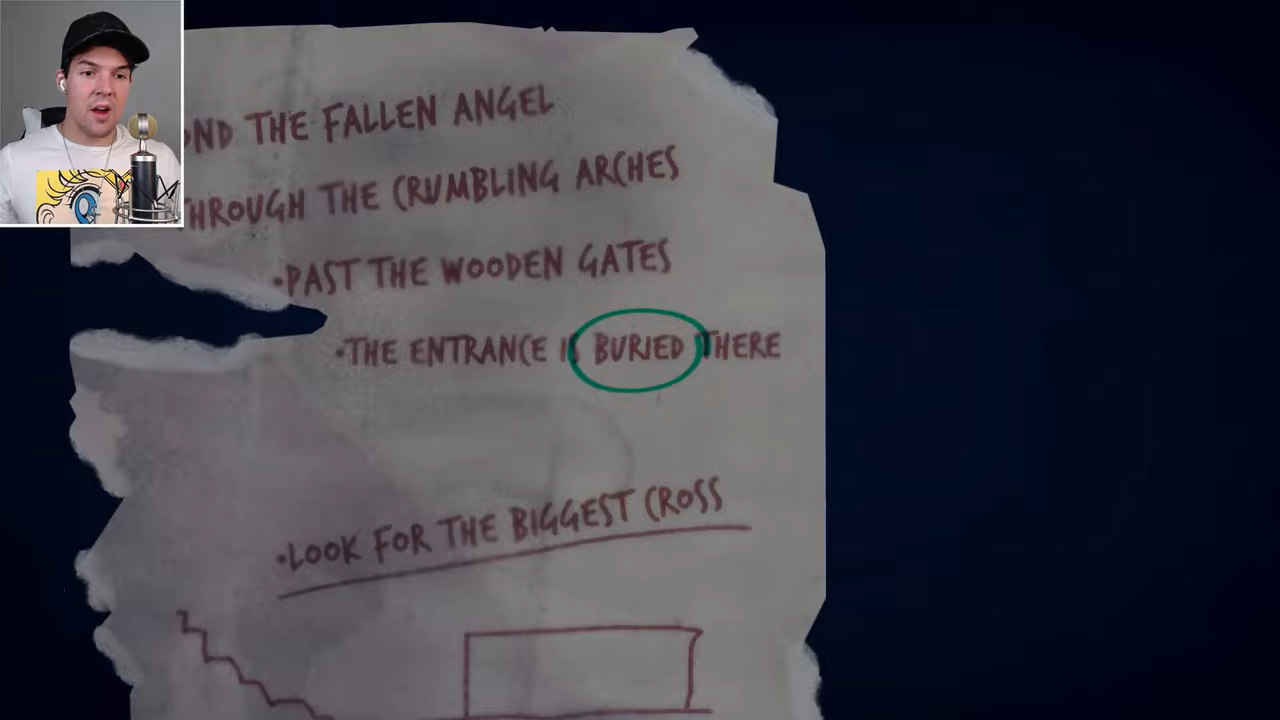 THE FALLEN ANGEL
THROUGH THE CRUMBLING ARCHES
•PAST THE WOODEN GATES
•THE ENTRANCE IS BURIED THERE
•LOOK FOR THE BIGGEST CROSS